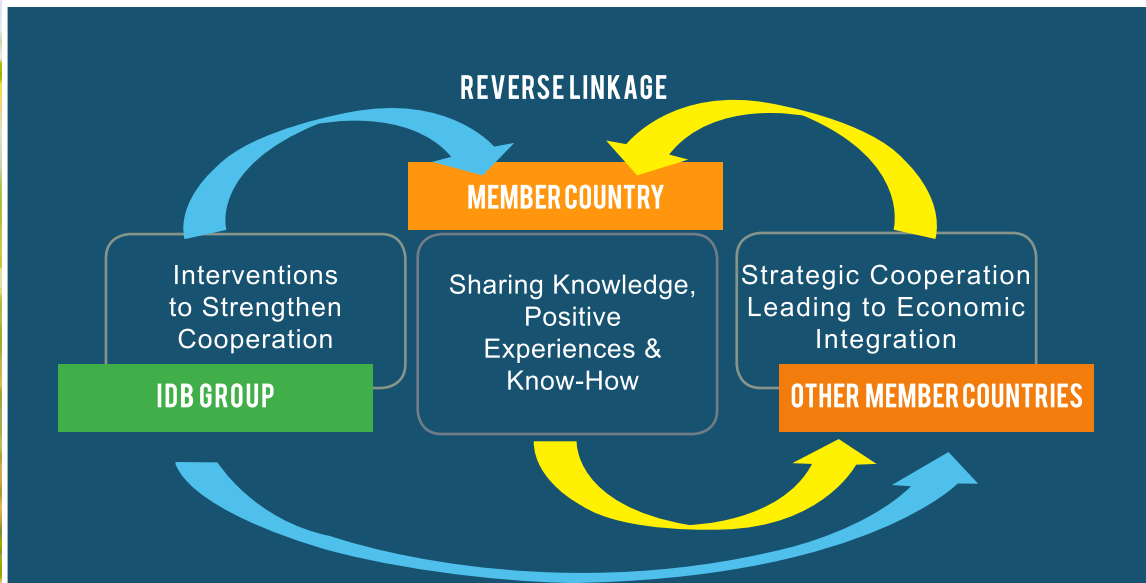 REVERSE LINKAGE
MEMBER COUNTRY
Interventions
to Strengthen
Cooperation
IDB GROUP
Sharing Knowledge,
Positive
Experiences &
Know-How
Strategic Cooperation
Leading to Economic
Integration
OTHER MEMBER COUNTRIES